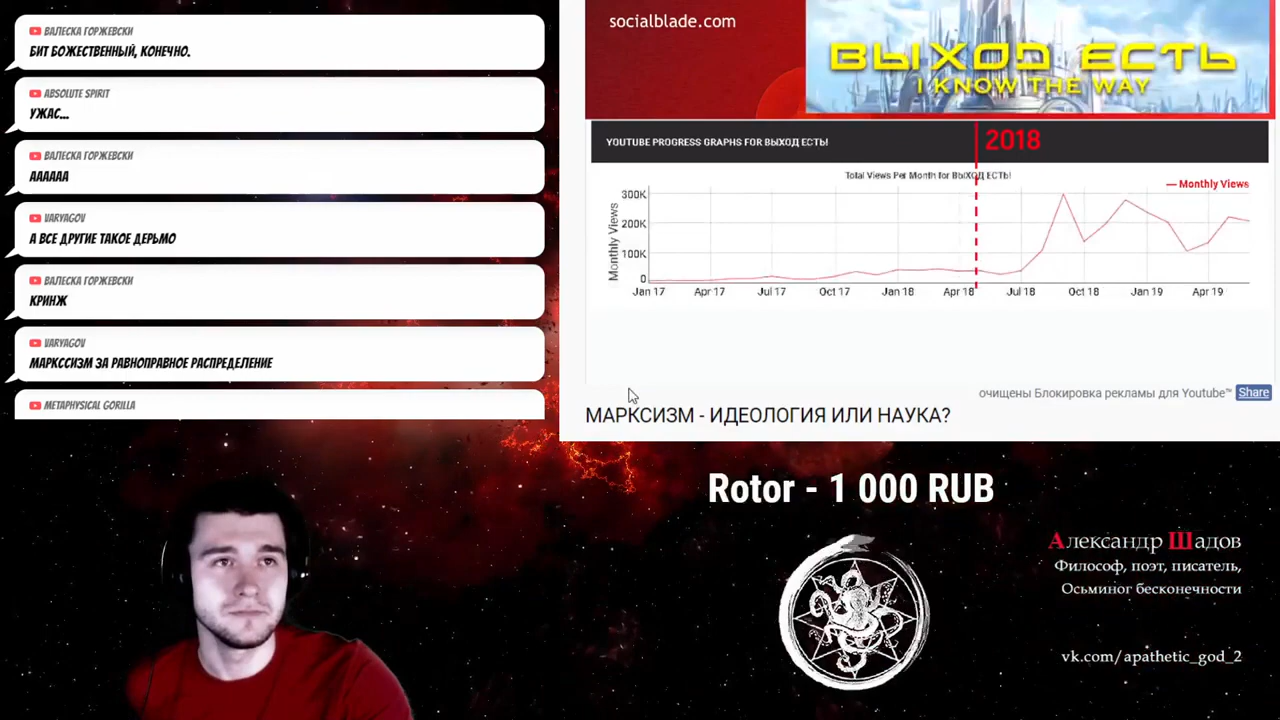 ВАЛЕСКА ГОРЖЕВСКИ
БИТ БОЖЕСТВЕННЫЙ, КОНЕЧНО.
ABSOLUTE SPIRIT
УЖАС...
ВАЛЕСКА ГОРЖЕВСКИ
АААААА
VARYAGOV
А ВСЕ ДРУГИЕ ТАКОЕ ДЕРЬМО
ВАЛЕСКА ГОРЖЕВСКИ
КРИНЖ
VARYAGOV
МАРКССИЗМ ЗА РАВНОПРАВНОЕ РАСПРЕДЕЛЕНИЕ
METAPHYSICAL GORILLA
socialblade.com
ВЫХОД ЕСТЬ
I KNOW THE WAY
YOUTUBE PROGRESS GRAPHS FOR ВЫХОД ЕСТЬ!
2018
Total Views Per Month for ВЫХОД ЕСТЬ!
Monthly Views
Monthly Views
300K
200K
100K
0
Jan 17 Apr 17 Jul 17 Oct 17 Jan 18 Apr 18 Jul 18 Oct 18 Jan 19 Apr 19
очищены Блокировка рекламы для Youtube™ Share
МАРКСИЗМ - ИДЕОЛОГИЯ ИЛИ НАУКА?
Rotor - 1 000 RUB
Александр Шадов
Философ, поэт, писатель,
Осьминог бесконечности
vk.com/apathetic_god_2